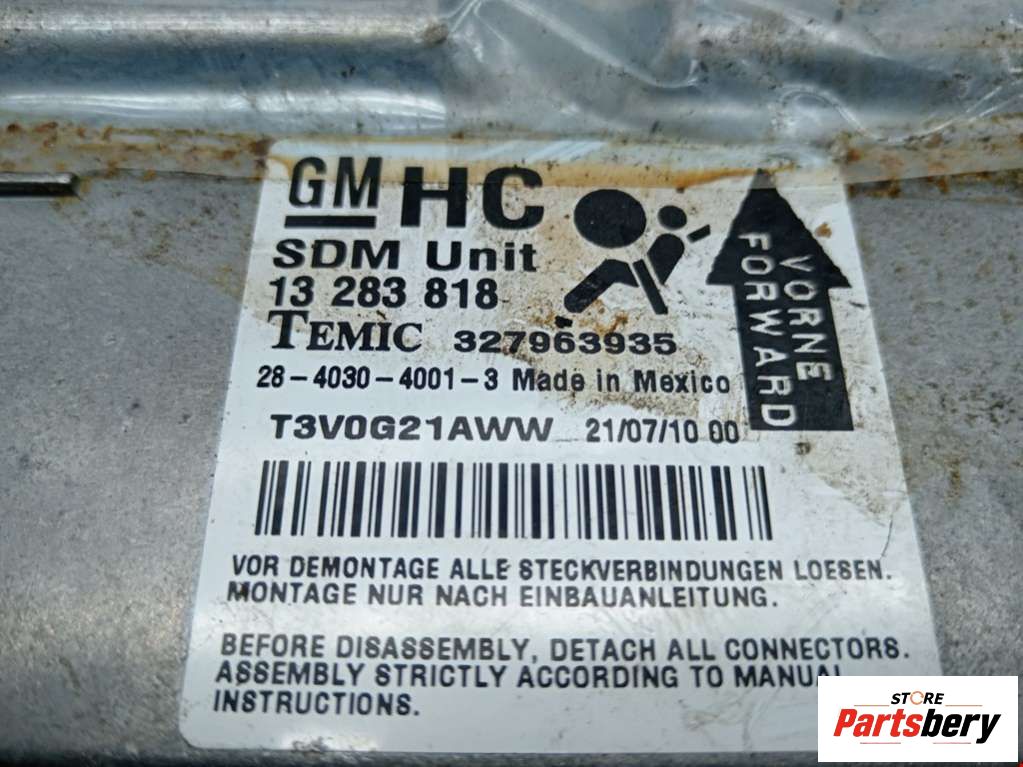 GM HC
SDM Unit
13 283 818
TEMIC 327963935
28-4030-4001-3 Made in Mexico
T3V0G21AWW 21/07/10 00
VORNE
FORWARD
VOR DEMONTAGE ALLE STECKVERBINDUNGEN LOESEN.
MONTAGE NUR NACH EINBAUANLEITUNG.
BEFORE DISASSEMBLY, DETACH ALL CONNECTORS.
ASSEMBLY STRICTLY ACCORDING TO MANUAL
INSTRUCTIONS.
STORE
Partsbery